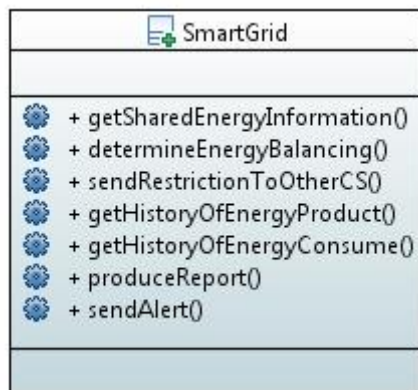 SmartGrid
+ getSharedEnergyInformation()
+ determineEnergyBalancing()
+ sendRestrictionToOtherCS()
+ getHistoryOfEnergyProduct()
+ getHistoryOfEnergyConsume()
+ produceReport()
+ sendAlert()